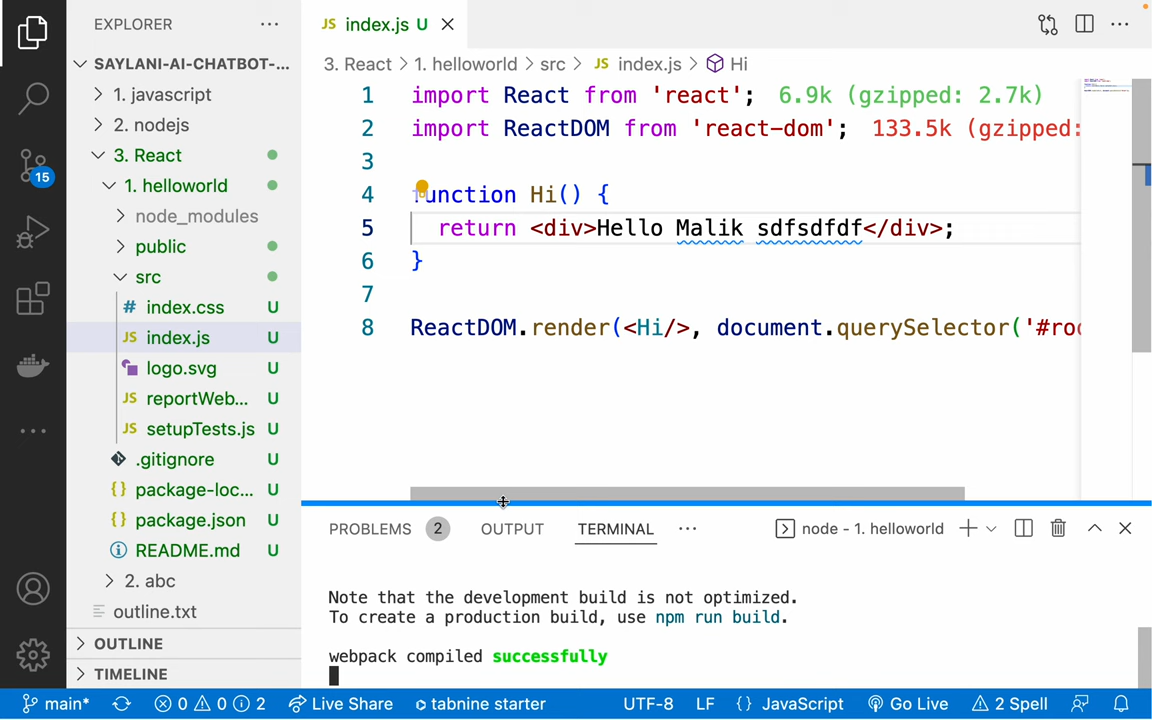 EXPLORER
SAYLANI-AI-CHATBOT-...
1. javascript
2. nodejs
3. React
1. helloworld
node_modules
public
src
# index.css U
JS index.js U
logo.svg U
JS reportWeb... U
JS setupTests.js U
.gitignore U
{} package-loc... U
{} package.json U
README.md U
2. abc
outline.txt
OUTLINE
TIMELINE
15
JS index.js U
3. React > 1. helloworld > src > JS index.js > Hi
1 import React from 'react'; 6.9k (gzipped: 2.7k)
2 import ReactDOM from 'react-dom'; 133.5k (gzipped:
3
4 function Hi() {
5 return <div>Hello Malik sdfsdfdf</div>;
6 }
7
8 ReactDOM.render(<Hi/>, document.querySelector('#roo
PROBLEMS 2 OUTPUT TERMINAL ... node - 1. helloworld
Note that the development build is not optimized.
To create a production build, use npm run build.
webpack compiled successfully
main* 0 0 2 Live Share tabnine starter UTF-8 LF {} JavaScript Go Live 2 Spell